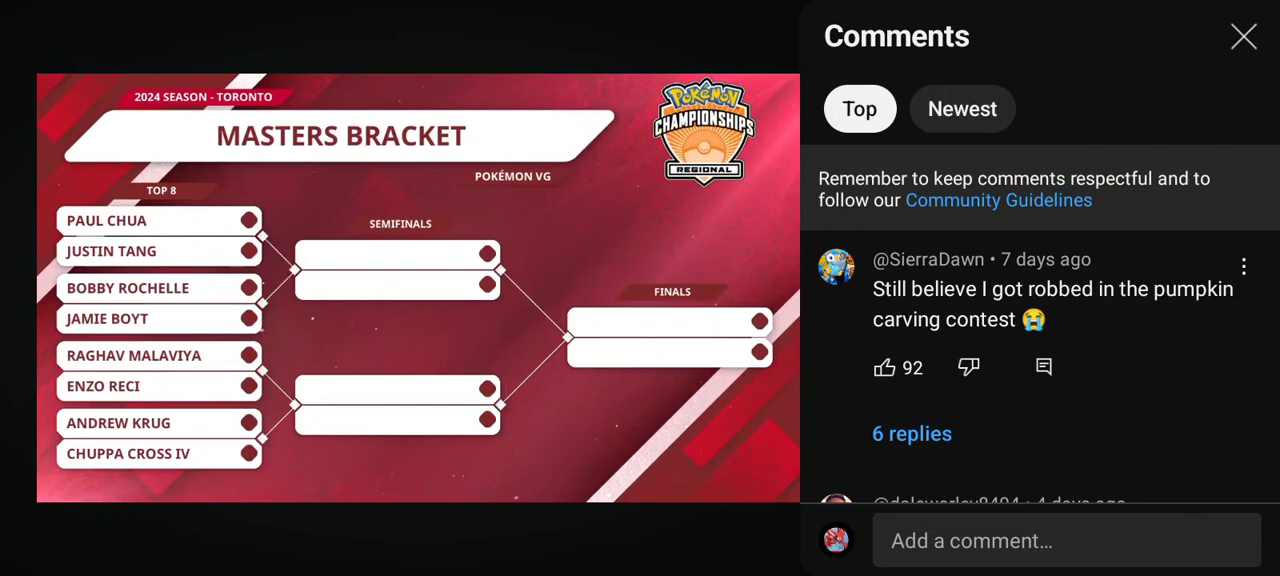 2024 SEASON - TORONTO
MASTERS BRACKET
POKÉMON VG
Pokémon
CHAMPIONSHIPS
REGIONAL
TOP 8
PAUL CHUA
JUSTIN TANG
BOBBY ROCHELLE
JAMIE BOYT
RAGHAV MALAVIYA
ENZO RECI
ANDREW KRUG
CHUPPA CROSS IV
SEMIFINALS
FINALS
Comments
Top
Newest
Remember to keep comments respectful and to
follow our Community Guidelines
@SierraDawn • 7 days ago
Still believe I got robbed in the pumpkin
carving contest 😭
92
6 replies
Add a comment...